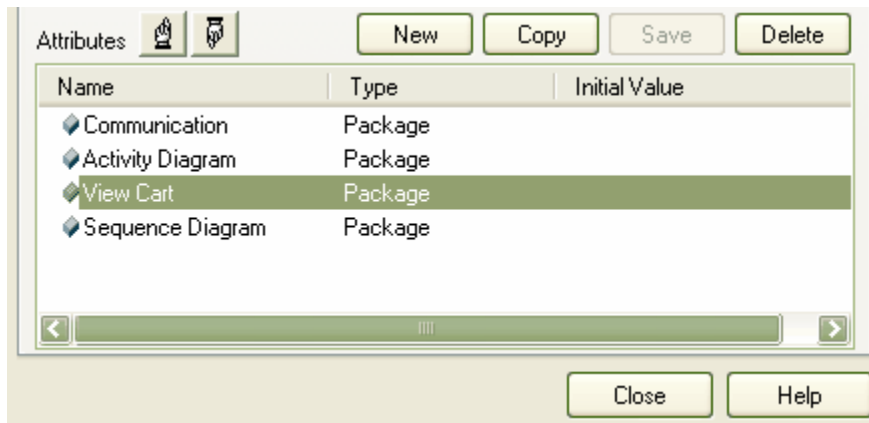 Attributes New Copy Save Delete
Name Type Initial Value
Communication Package
Activity Diagram Package
View Cart Package
Sequence Diagram Package
Close Help